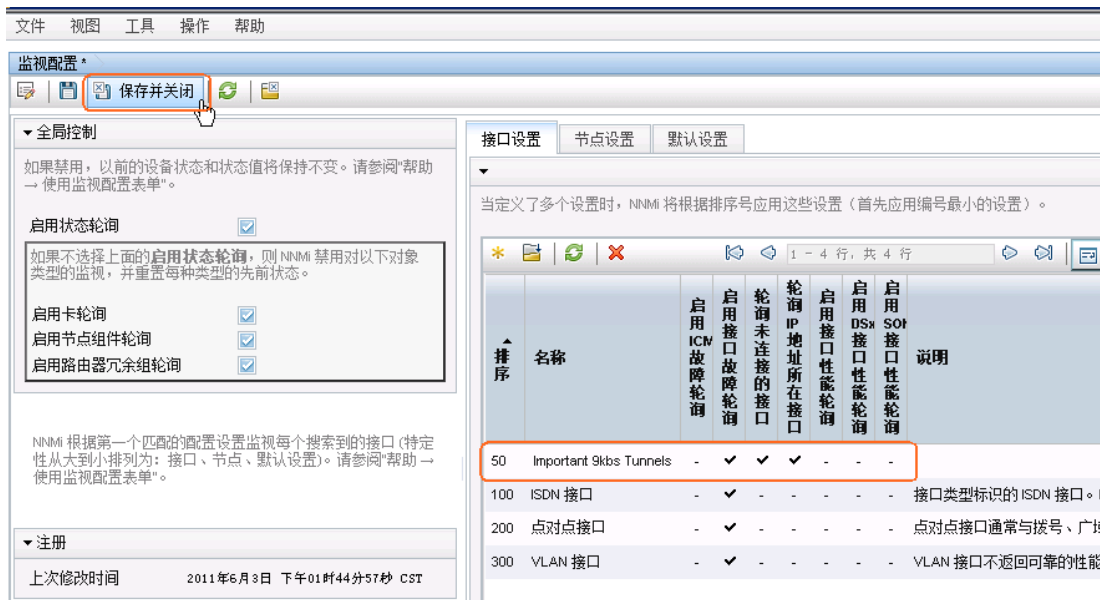 文件 视图 工具 操作 帮助
监视配置 *
保存并关闭
全局控制
如果禁用，以前的设备状态和状态值将保持不变。请参阅"帮助
→ 使用监视配置表单"。
启用状态轮询
如果不选择上面的启用状态轮询，则 NNMi 禁用对以下对象
类型的监视，并重置每种类型的先前状态。
启用卡轮询
启用节点组件轮询
启用路由器冗余组轮询
NNMi 根据第一个匹配的配置设置监视每个搜索到的接口 (特定
性从大到小排列为：接口、节点、默认设置)。请参阅"帮助 →
使用监视配置表单"。
注册
上次修改时间 2011年6月3日 下午01时44分57秒 CST
接口设置 节点设置 默认设置
当定义了多个设置时，NNMi 将根据排序号应用这些设置（首先应用编号最小的设置）。
1 - 4 行，共 4 行
排序
名称
启用 ICM 故障轮询
启用接口故障轮询
轮询未连接的接口
轮询 IP 地址所在接口
启用接口性能轮询
启用 DSx 接口性能轮询
启用 SOI 接口性能轮询
说明
50 Important 9kbs Tunnels - ✔ ✔ ✔ - - -
100 ISDN 接口 - ✔ - - - - - 接口类型标识的 ISDN 接口。
200 点对点接口 - ✔ - - - - - 点对点接口通常与拨号、广
300 VLAN 接口 - ✔ - - - - - VLAN 接口不返回可靠的性能